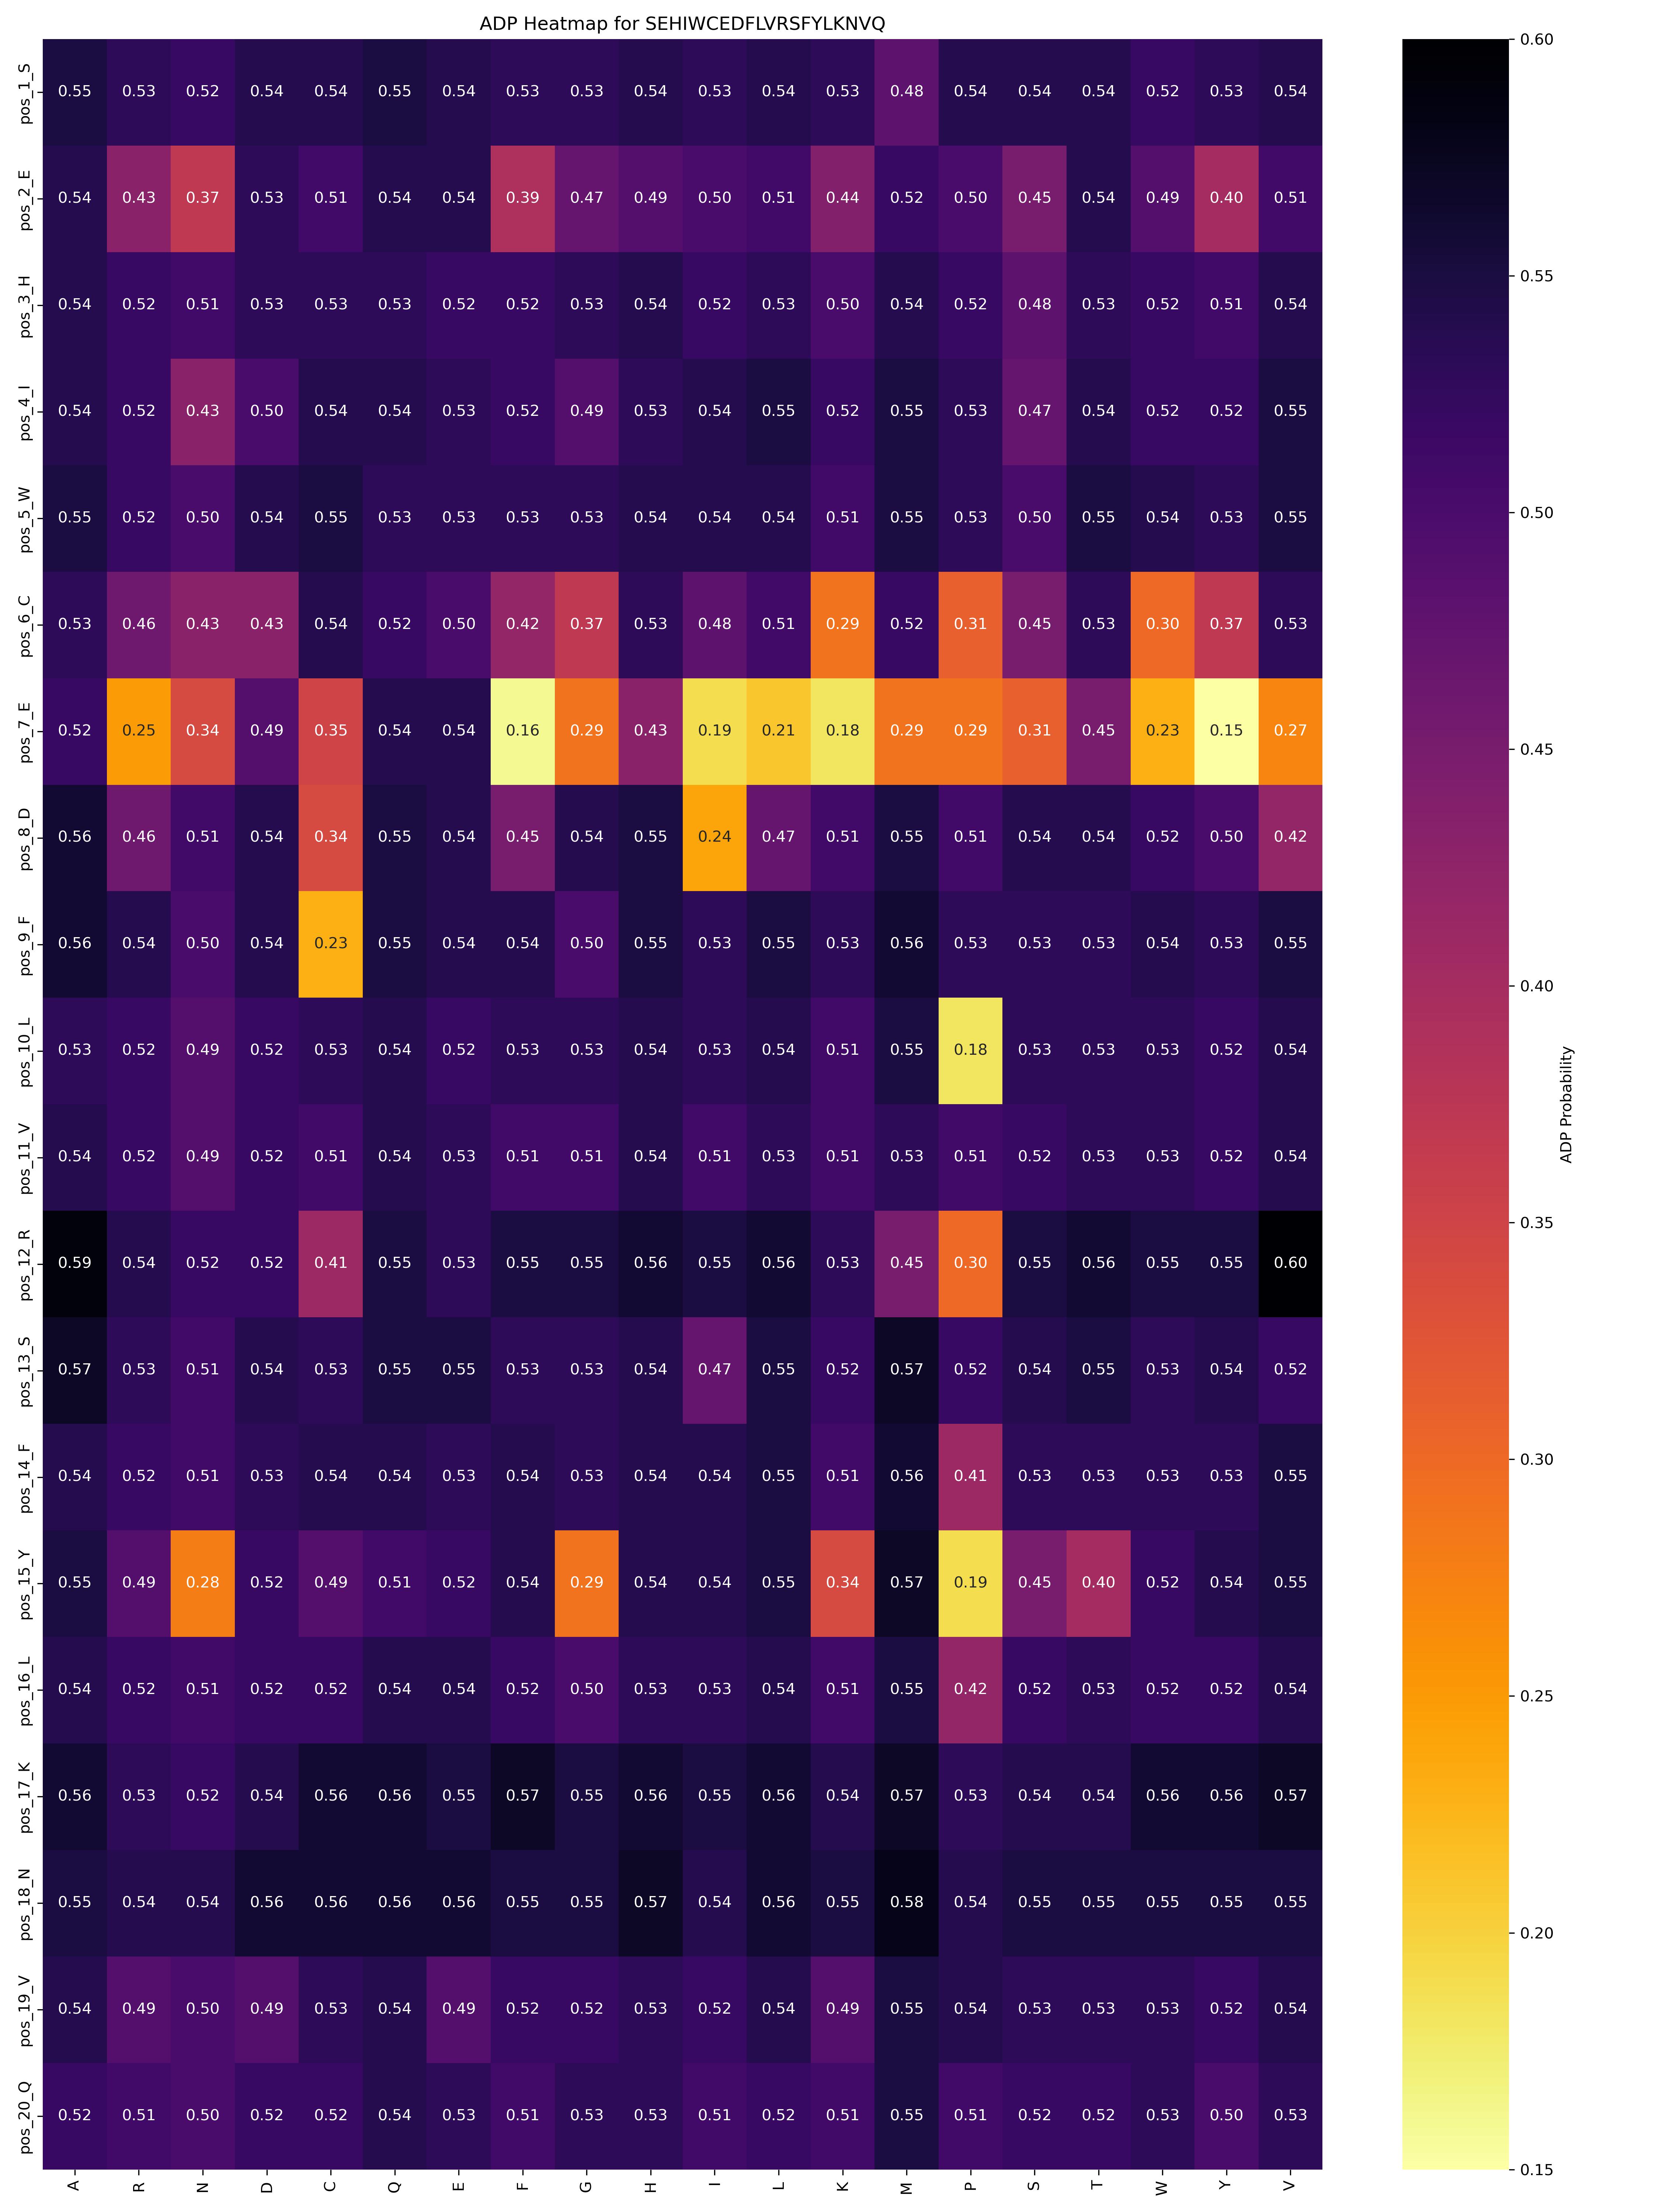 ADP Heatmap for SEHIWCEDFLVRSFYLKNVQ
pos_1_S 0.55 0.53 0.52 0.54 0.54 0.55 0.54 0.53 0.53 0.54 0.53 0.54 0.53 0.48 0.54 0.54 0.54 0.52 0.53 0.54
pos_2_E 0.54 0.43 0.37 0.53 0.51 0.54 0.54 0.39 0.47 0.49 0.50 0.51 0.44 0.52 0.50 0.45 0.54 0.49 0.40 0.51
pos_3_H 0.54 0.52 0.51 0.53 0.53 0.53 0.52 0.52 0.53 0.54 0.52 0.53 0.50 0.54 0.52 0.48 0.53 0.52 0.51 0.54
pos_4_I 0.54 0.52 0.43 0.50 0.54 0.54 0.53 0.52 0.49 0.53 0.54 0.55 0.52 0.55 0.53 0.47 0.54 0.52 0.52 0.55
pos_5_W 0.55 0.52 0.50 0.54 0.55 0.53 0.53 0.53 0.53 0.54 0.54 0.54 0.51 0.55 0.53 0.50 0.55 0.54 0.53 0.55
pos_6_C 0.53 0.46 0.43 0.43 0.54 0.52 0.50 0.42 0.37 0.53 0.48 0.51 0.29 0.52 0.31 0.45 0.53 0.30 0.37 0.53
pos_7_E 0.52 0.25 0.34 0.49 0.35 0.54 0.54 0.16 0.29 0.43 0.19 0.21 0.18 0.29 0.29 0.31 0.45 0.23 0.15 0.27
pos_8_D 0.56 0.46 0.51 0.54 0.34 0.55 0.54 0.45 0.54 0.55 0.24 0.47 0.51 0.55 0.51 0.54 0.54 0.52 0.50 0.42
pos_9_F 0.56 0.54 0.50 0.54 0.23 0.55 0.54 0.54 0.50 0.55 0.53 0.55 0.53 0.56 0.53 0.53 0.53 0.54 0.53 0.55
pos_10_L 0.53 0.52 0.49 0.52 0.53 0.54 0.52 0.53 0.53 0.54 0.53 0.54 0.51 0.55 0.18 0.53 0.53 0.53 0.52 0.54
pos_11_V 0.54 0.52 0.49 0.52 0.51 0.54 0.53 0.51 0.51 0.54 0.51 0.53 0.51 0.53 0.51 0.52 0.53 0.53 0.52 0.54
pos_12_R 0.59 0.54 0.52 0.52 0.41 0.55 0.53 0.55 0.55 0.56 0.55 0.56 0.53 0.45 0.30 0.55 0.56 0.55 0.55 0.60
pos_13_S 0.57 0.53 0.51 0.54 0.53 0.55 0.55 0.53 0.53 0.54 0.47 0.55 0.52 0.57 0.52 0.54 0.55 0.53 0.54 0.52
pos_14_F 0.54 0.52 0.51 0.53 0.54 0.54 0.53 0.54 0.53 0.54 0.54 0.55 0.51 0.56 0.41 0.53 0.53 0.53 0.53 0.55
pos_15_Y 0.55 0.49 0.28 0.52 0.49 0.51 0.52 0.54 0.29 0.54 0.54 0.55 0.34 0.57 0.19 0.45 0.40 0.52 0.54 0.55
pos_16_L 0.54 0.52 0.51 0.52 0.52 0.54 0.54 0.52 0.50 0.53 0.53 0.54 0.51 0.55 0.42 0.52 0.53 0.52 0.52 0.54
pos_17_K 0.56 0.53 0.52 0.54 0.56 0.56 0.55 0.57 0.55 0.56 0.55 0.56 0.54 0.57 0.53 0.54 0.54 0.56 0.56 0.57
pos_18_N 0.55 0.54 0.54 0.56 0.56 0.56 0.56 0.55 0.55 0.57 0.54 0.56 0.55 0.58 0.54 0.55 0.55 0.55 0.55 0.55
pos_19_V 0.54 0.49 0.50 0.49 0.53 0.54 0.49 0.52 0.52 0.53 0.52 0.54 0.49 0.55 0.54 0.53 0.53 0.53 0.52 0.54
pos_20_Q 0.52 0.51 0.50 0.52 0.52 0.54 0.53 0.51 0.53 0.53 0.51 0.52 0.51 0.55 0.51 0.52 0.52 0.53 0.50 0.53
A R N D C Q E F G H I L K M P S T W Y V
0.60
0.55
0.50
0.45
0.40
0.35
0.30
0.25
0.20
0.15
ADP Probability